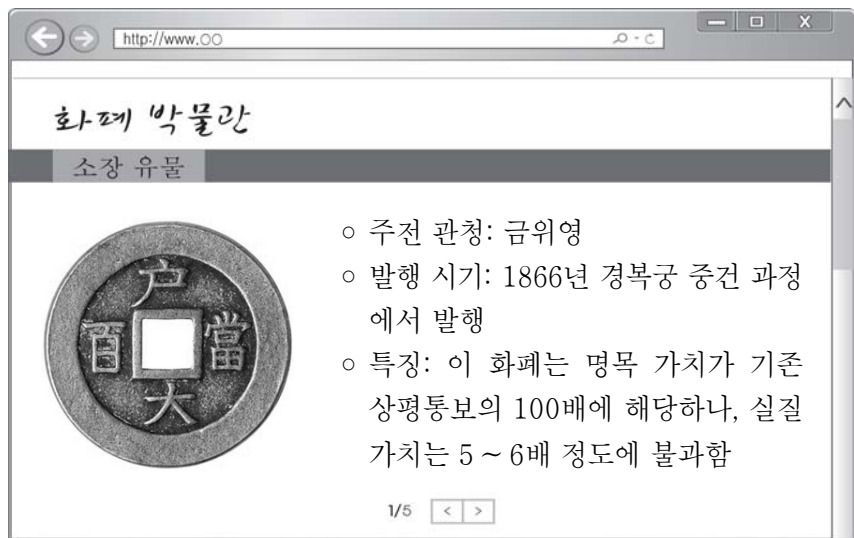 http://www.○○
화폐 박물관
소장 유물
戶
百 當
大
○ 주전 관청: 금위영
○ 발행 시기: 1866년 경복궁 중건 과정
에서 발행
○ 특징: 이 화폐는 명목 가치가 기존
상평통보의 100배에 해당하나, 실질
가치는 5 ~ 6배 정도에 불과함
1/5 < >